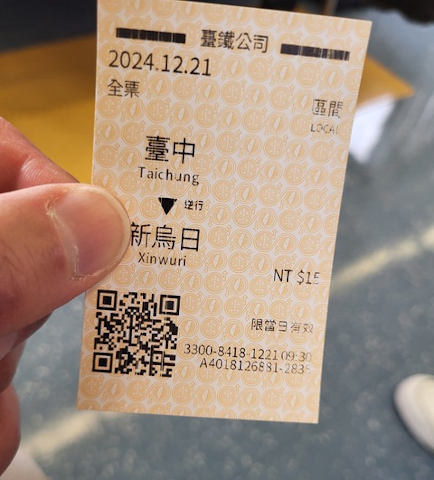 臺鐵公司
2024.12.21
全票
區間
LOCAL
臺中
Taichung
逆行
新烏日
Xinwuri
NT $15
限當日有效
3300-8418-1221 09:30
A4018126881-2835